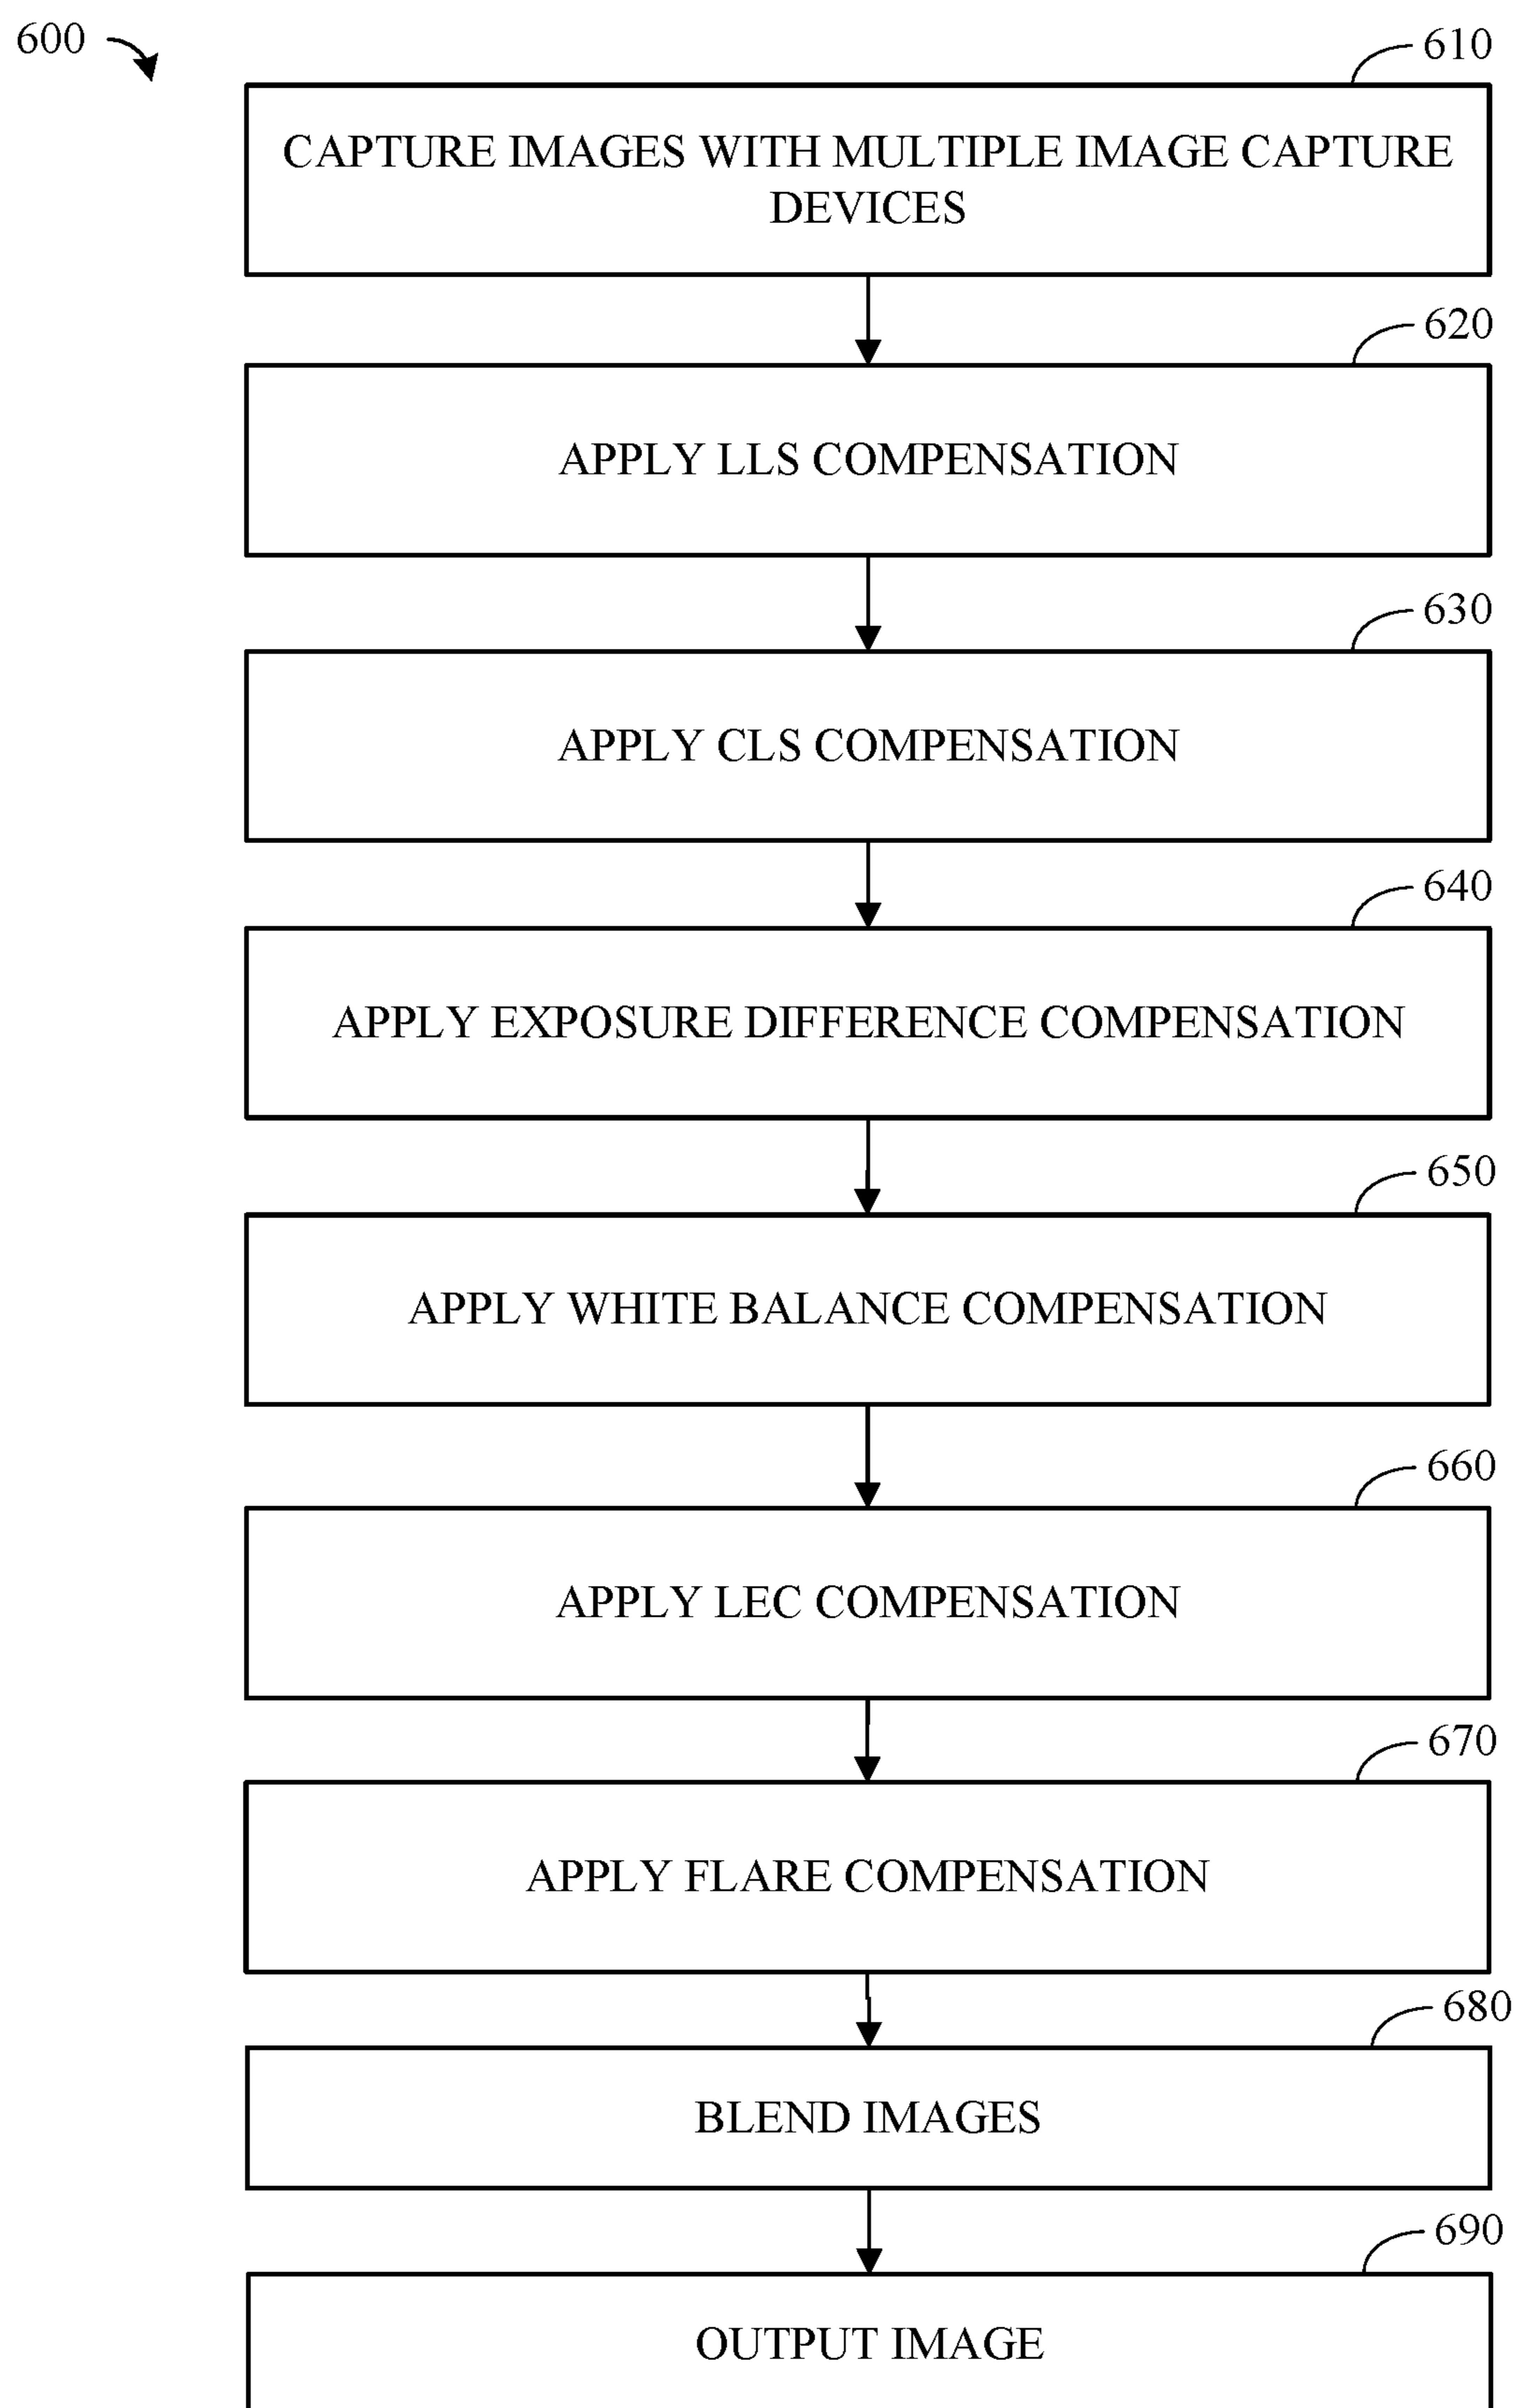 600
610
CAPTURE IMAGES WITH MULTIPLE IMAGE CAPTURE
DEVICES
620
APPLY LLS COMPENSATION
630
APPLY CLS COMPENSATION
640
APPLY EXPOSURE DIFFERENCE COMPENSATION
650
APPLY WHITE BALANCE COMPENSATION
660
APPLY LEC COMPENSATION
670
APPLY FLARE COMPENSATION
680
BLEND IMAGES
690
OUTPUT IMAGE